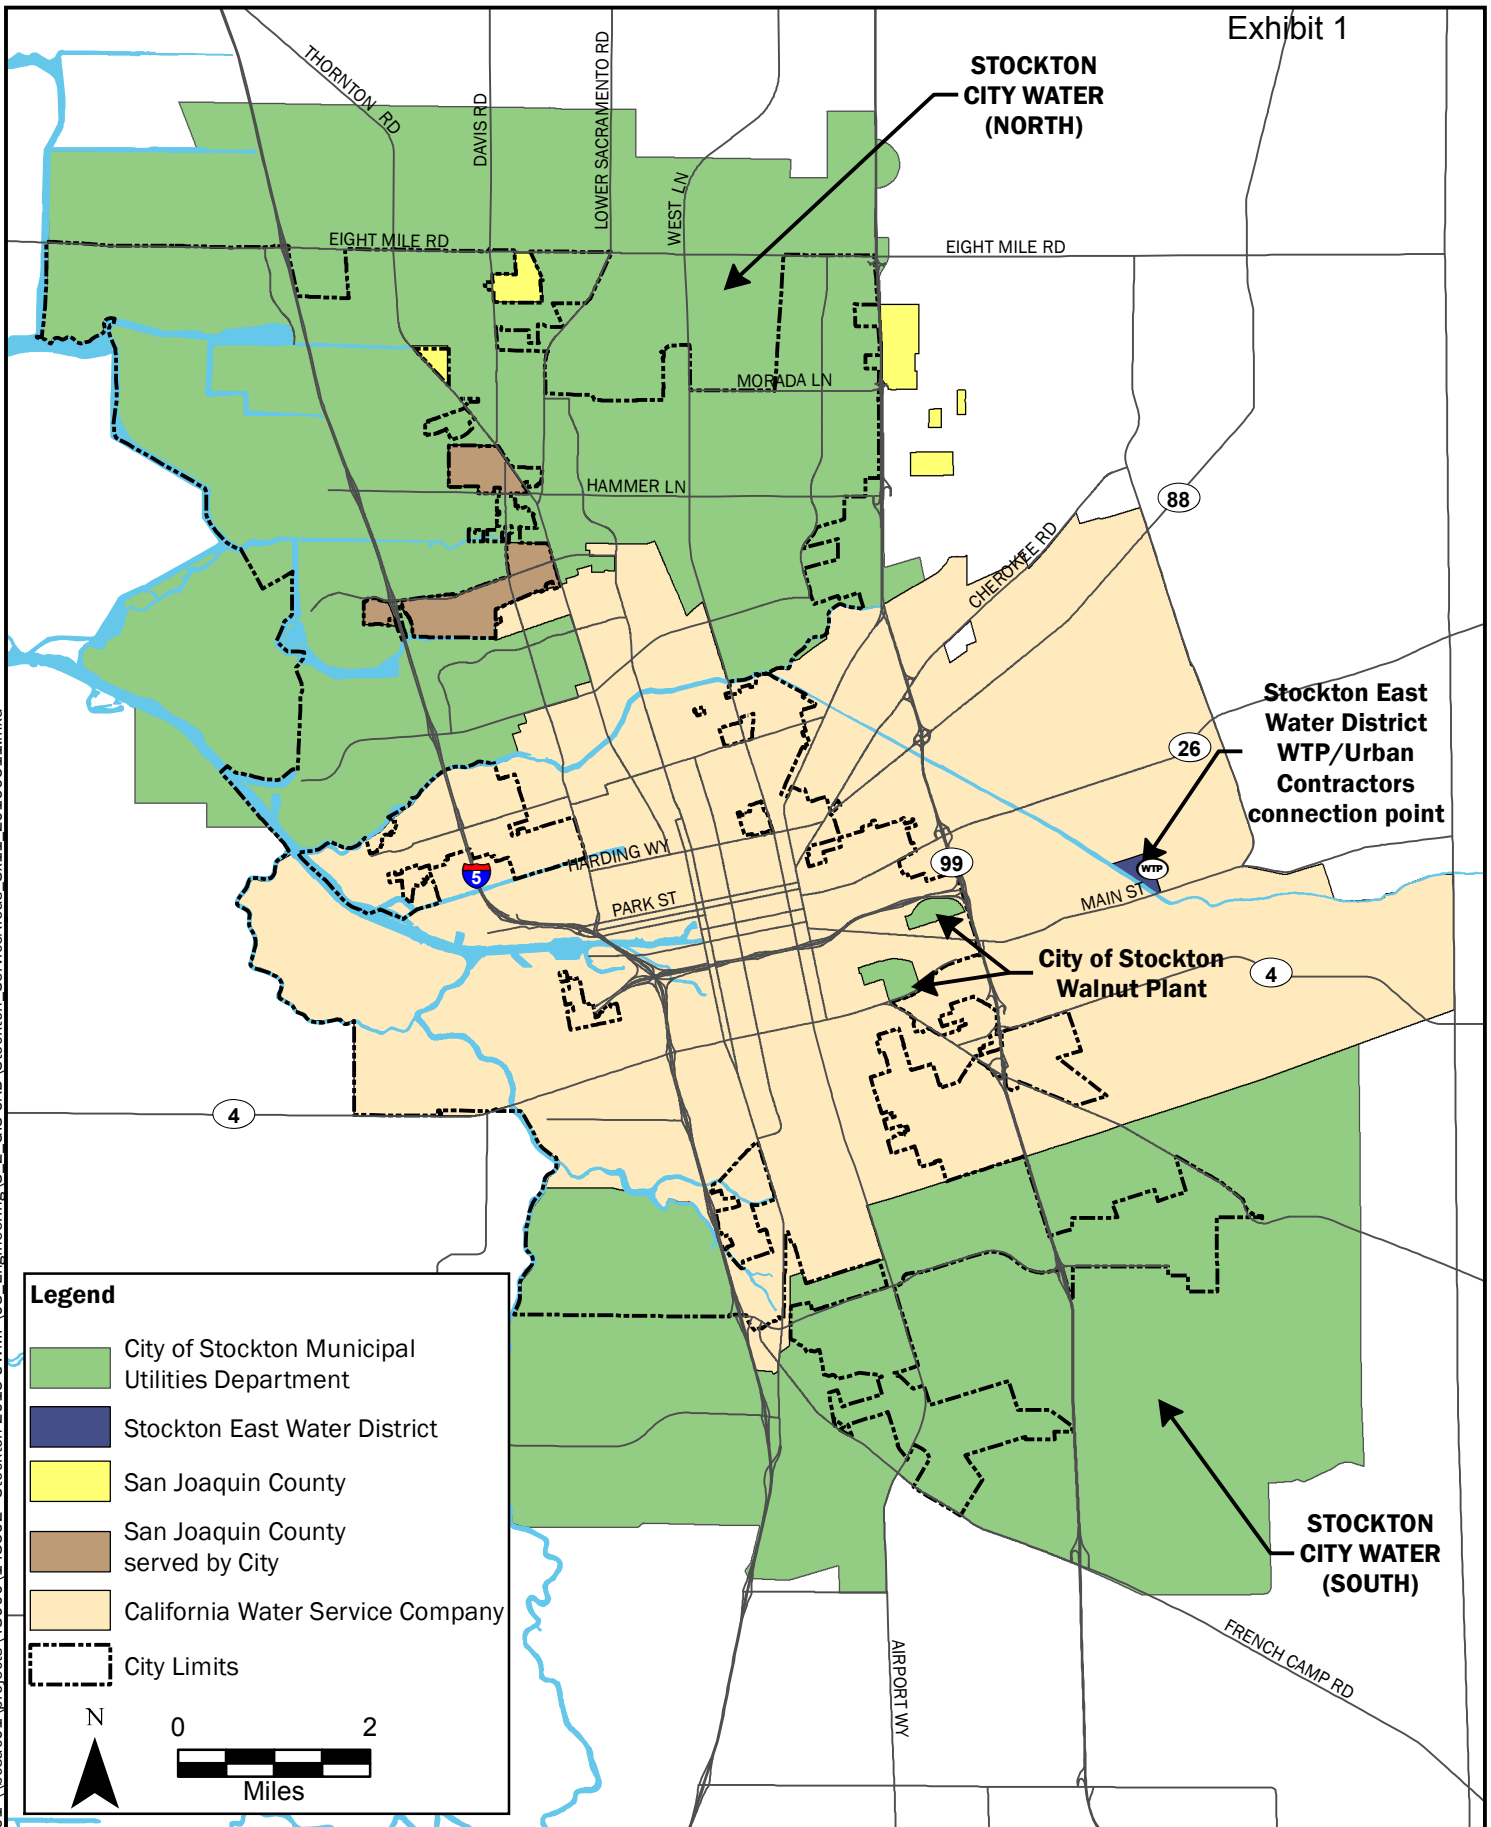 Exhibit 1
STOCKTON
CITY WATER
(NORTH)
THORNTON RD
DAVIS RD
LOWER SACRAMENTO RD
WEST LN
EIGHT MILE RD
EIGHT MILE RD
MORADA LN
HAMMER LN
88
CHEROKEE RD
Stockton East
Water District
WTP/Urban
Contractors
connection point
26
HARDING WY
5
99
WTP
PARK ST
MAIN ST
City of Stockton
Walnut Plant
4
4
STOCKTON
CITY WATER
(SOUTH)
FRENCH CAMP RD
AIRPORT WY
Legend
City of Stockton Municipal
Utilities Department
Stockton East Water District
San Joaquin County
San Joaquin County
served by City
California Water Service Company
City Limits
N
0 2
Miles